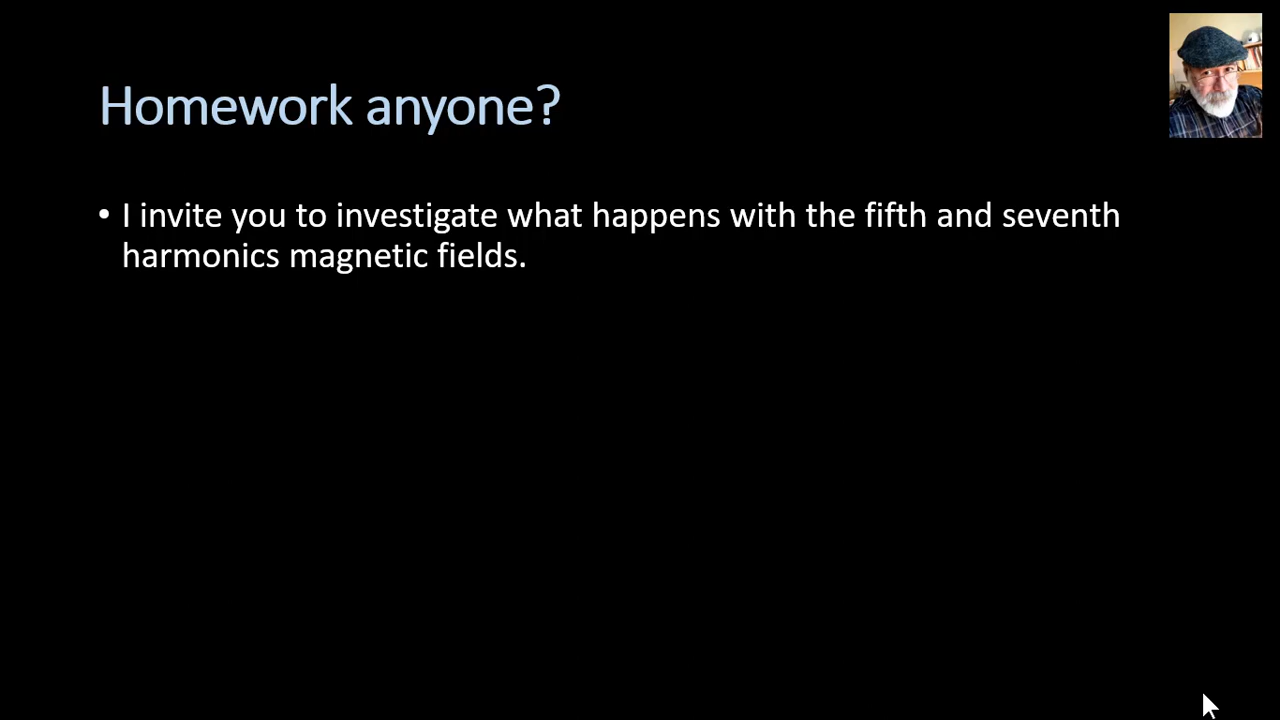 Homework anyone?
• I invite you to investigate what happens with the fifth and seventh
harmonics magnetic fields.